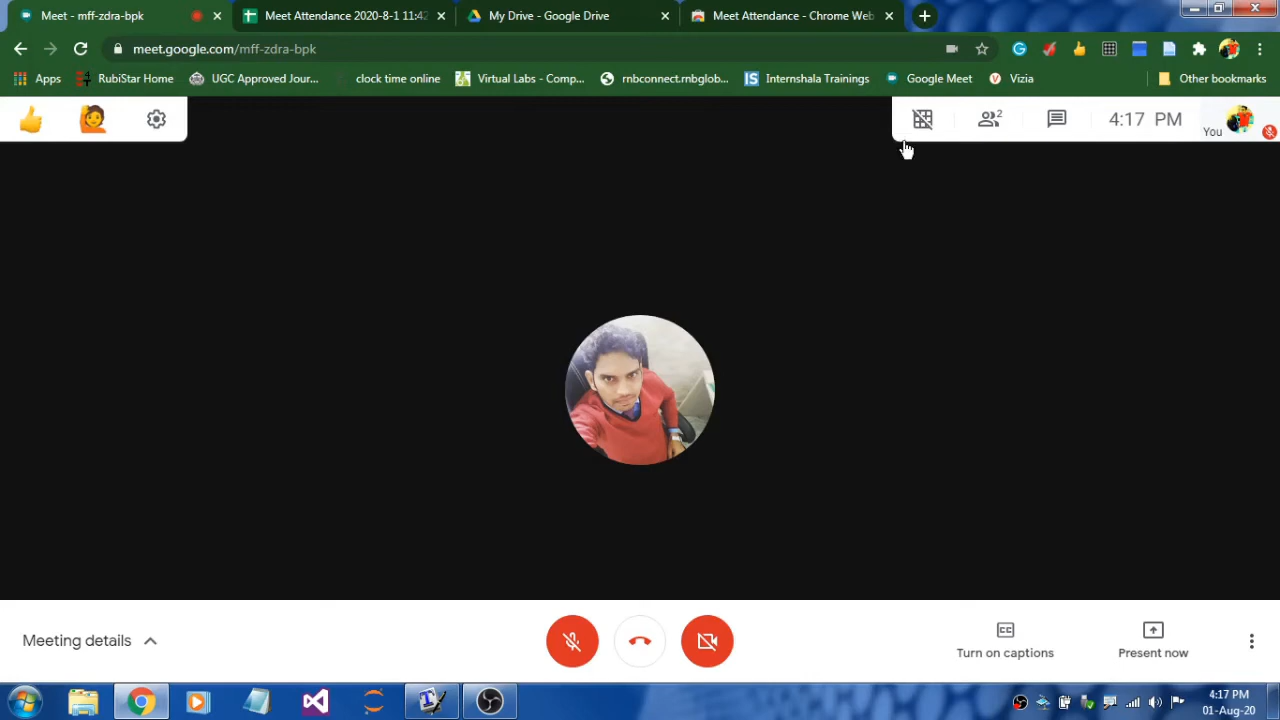 Meet - mff-zdra-bpk
Meet Attendance 2020-8-1 11:42
My Drive - Google Drive
Meet Attendance - Chrome Web
meet.google.com/mff-zdra-bpk
Apps
RubiStar Home
UGC Approved Jour...
clock time online
Virtual Labs - Comp...
rnbconnect.rnbglob...
Internshala Trainings
Google Meet
Vizia
Other bookmarks
2
4:17 PM
You
Meeting details
CC
Turn on captions
Present now
4:17 PM
01-Aug-20